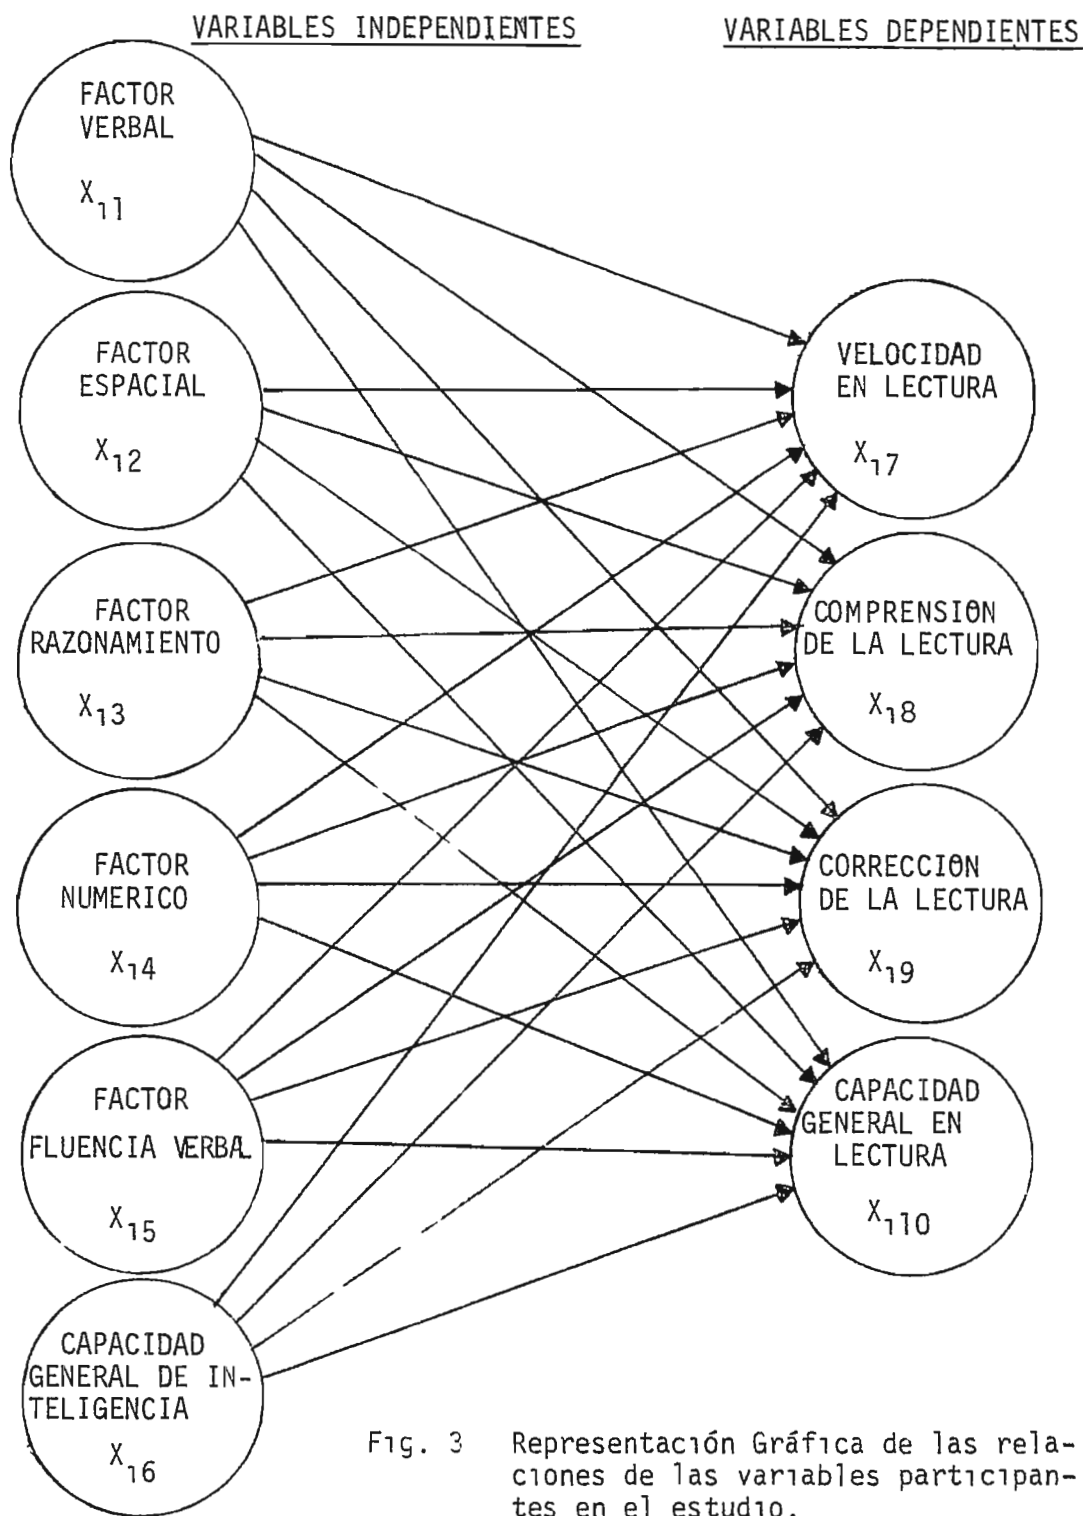 VARIABLES INDEPENDIENTES
VARIABLES DEPENDIENTES
FACTOR
VERBAL
X₁1
FACTOR
ESPACIAL
X₁2
FACTOR
RAZONAMIENTO
X₁3
FACTOR
NUMERICO
X₁4
FACTOR
FLUENCIA VERBAL
X₁5
CAPACIDAD
GENERAL DE IN-
TELIGENCIA
X₁6
VELOCIDAD
EN LECTURA
X₁7
COMPRENSION
DE LA LECTURA
X₁8
CORRECCION
DE LA LECTURA
X₁9
CAPACIDAD
GENERAL EN
LECTURA
X₁10
Fig. 3 Representación Gráfica de las rela-
ciones de las variables participan-
tes en el estudio.